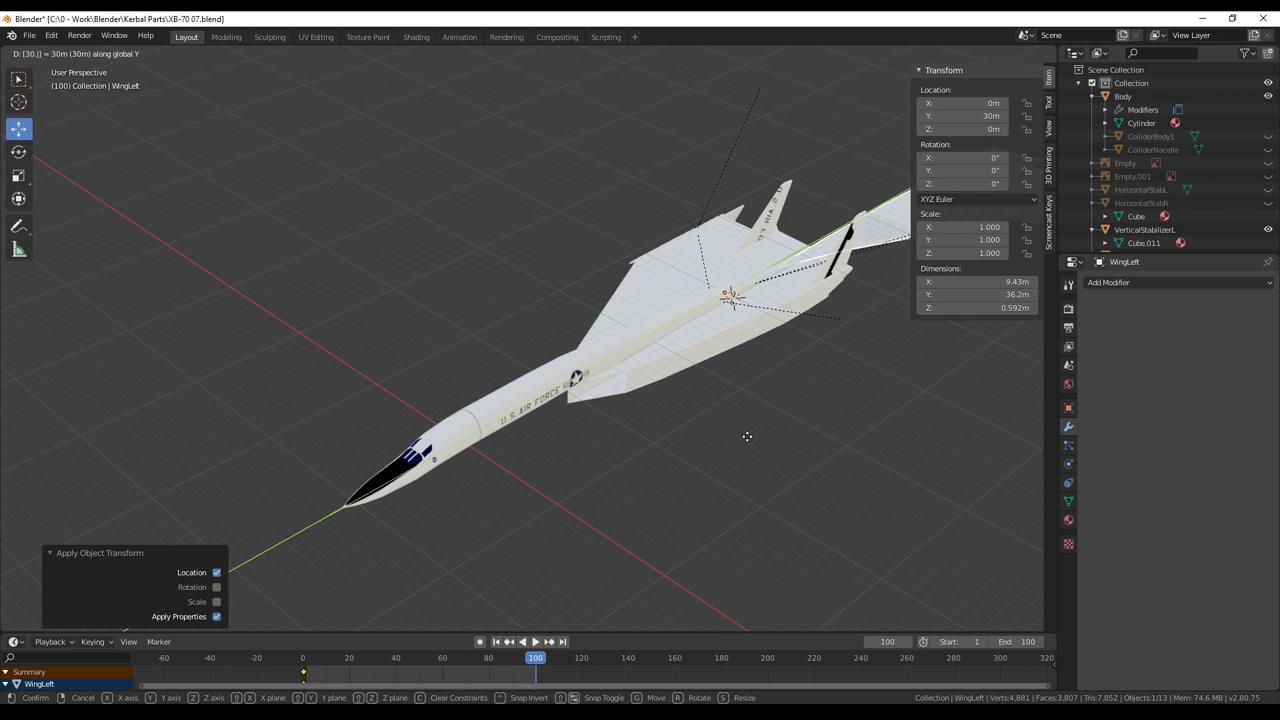 Blender* [C:\0 - Work\Blender\Kerbal Parts\XB-70 07.blend]
File Edit Render Window Help Layout Modeling Sculpting UV Editing Texture Paint Shading Animation Rendering Compositing Scripting + Scene View Layer
D: [30.|] = 30m (30m) along global Y
User Perspective
(100) Collection | WingLeft
Transform
Location:
X: 0m
Y: 30m
Z: 0m
Rotation:
X: 0°
Y: 0°
Z: 0°
XYZ Euler
Scale:
X: 1.000
Y: 1.000
Z: 1.000
Dimensions:
X: 9.43m
Y: 36.2m
Z: 0.592m
Item
Tool
View
3D Printing
Screencast Keys
Scene Collection
Collection
Body
Modifiers
Cylinder
ColliderBody1
ColliderNacelle
Empty
Empty.001
HorizontalStabL
HorizontalStabR
Cube
VerticalStabilizerL
Cube.011
WingLeft
Add Modifier
U.S. AIR FORCE
Apply Object Transform
Location
Rotation
Scale
Apply Properties
Playback Keying View Marker 100 Start: 1 End: 100
-60 -40 -20 0 20 40 60 80 100 120 140 160 180 200 220 240 260 280 300 320
Summary
WingLeft
Confirm Cancel X X axis Y Y axis Z Z axis X X plane Y Y plane Z Z plane C Clear Constraints Snap Invert Snap Toggle G Move R Rotate S Resize Collection | WingLeft | Verts:4,881 | Faces:3,807 | Tris:7,852 | Objects:1/13 | Mem: 74.6 MB | v2.80.75